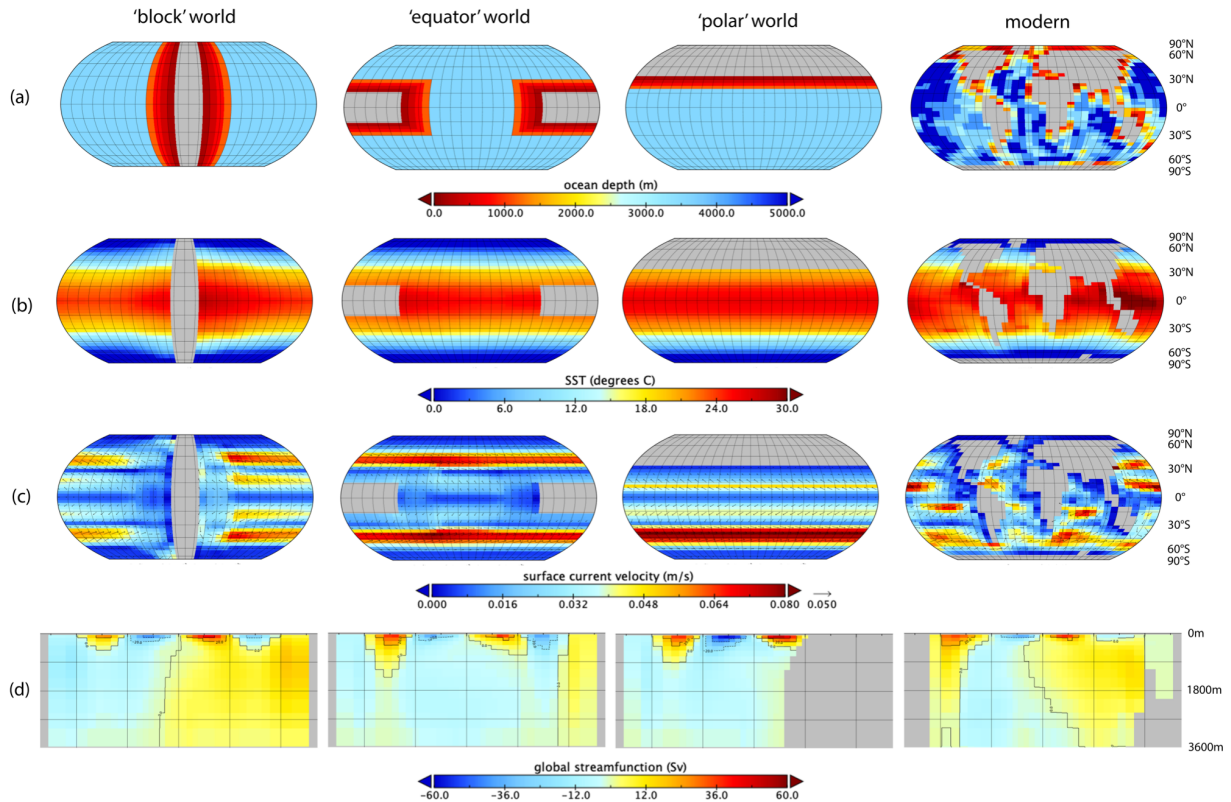 ‘block’ world ‘equator’ world ‘polar’ world modern
90°N
60°N
30°N
(a) 0°
30°S
60°S
90°S
ocean depth (m)
0.0 1000.0 2000.0 3000.0 4000.0 5000.0
90°N
60°N
30°N
(b) 0°
30°S
60°S
90°S
SST (degrees C)
0.0 6.0 12.0 18.0 24.0 30.0
90°N
60°N
30°N
(c) 0°
30°S
60°S
90°S
surface current velocity (m/s)
0.000 0.016 0.032 0.048 0.064 0.080 0.050
0m
(d) 1800m
3600m
global streamfunction (Sv)
-60.0 -36.0 -12.0 12.0 36.0 60.0